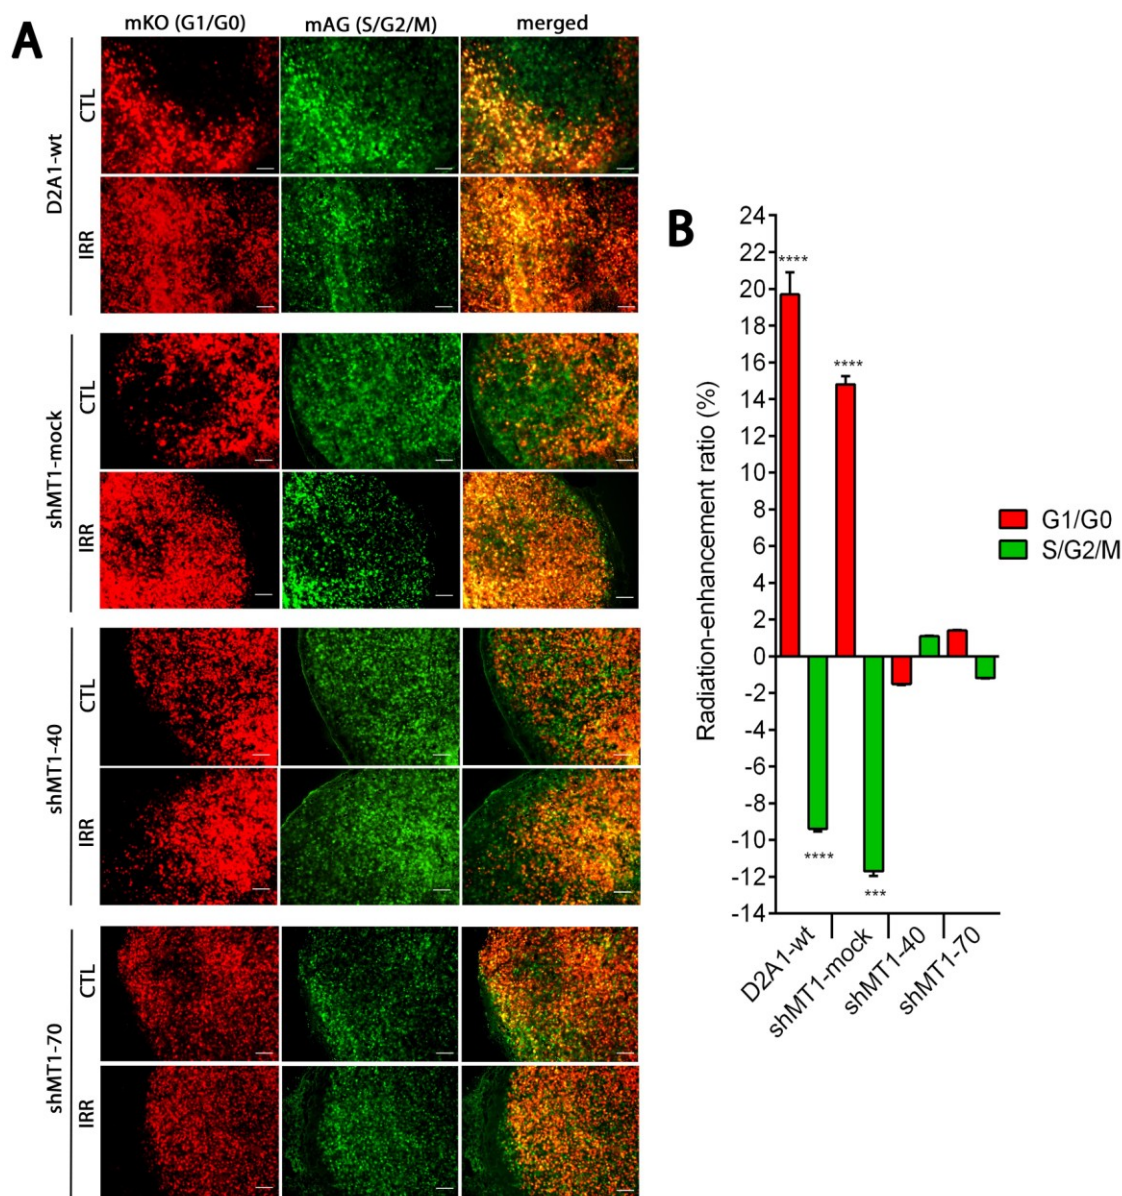 A
mKO (G1/G0) mAG (S/G2/M) merged
D2A1-wt
CTL
IRR
shMT1-mock
CTL
IRR
shMT1-40
CTL
IRR
shMT1-70
CTL
IRR
B
Radiation-enhancement ratio (%)
24
22
20
18
16
14
12
10
8
6
4
2
0
-2
-4
-6
-8
-10
-12
-14
****
****
****
***
D2A1-wt
shMT1-mock
shMT1-40
shMT1-70
G1/G0
S/G2/M